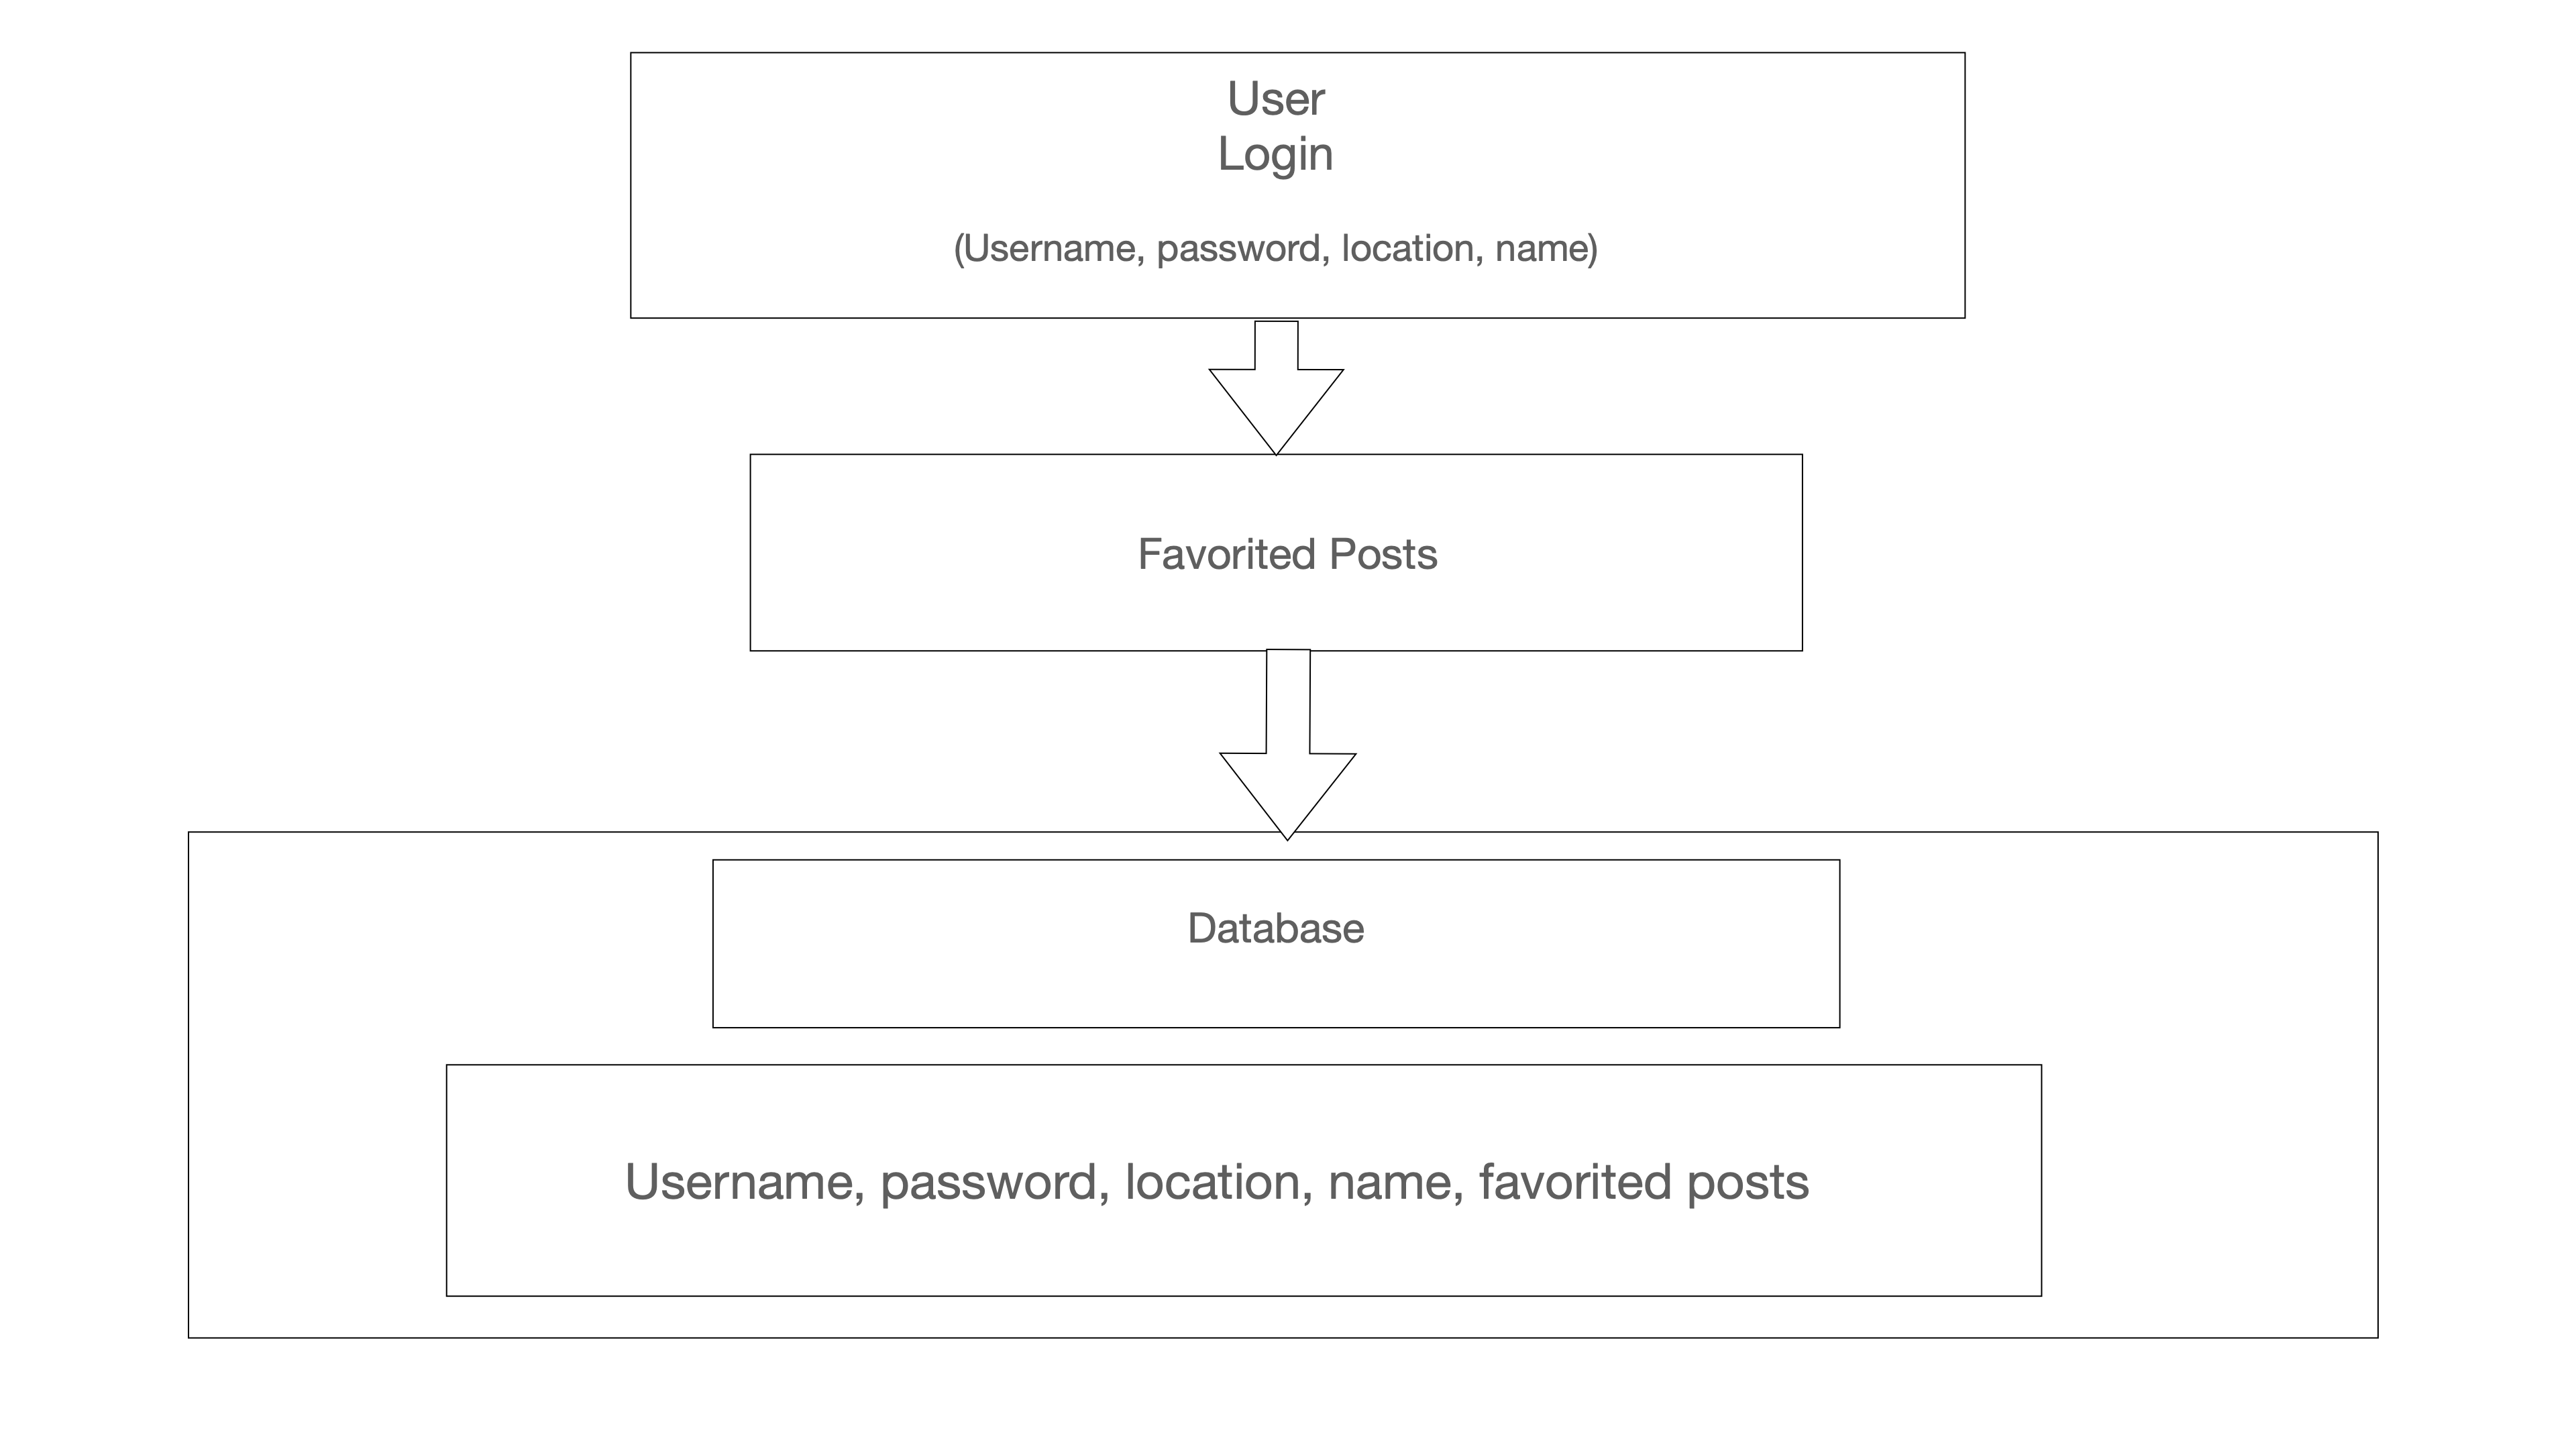 User
Login
(Username, password, location, name)
Favorited Posts
Database
Username, password, location, name, favorited posts